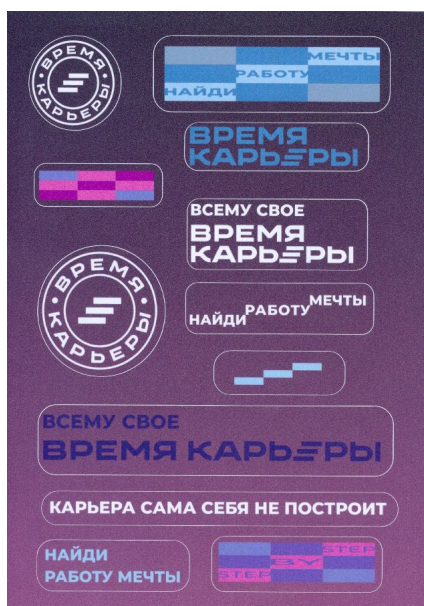 ВРЕМЯ
КАРЬЕРЫ
МЕЧТЫ
РАБОТУ
НАЙДИ
ВРЕМЯ
КАРЬЕРЫ
ВСЕМУ СВОЕ
ВРЕМЯ
КАРЬЕРЫ
ВРЕМЯ
КАРЬЕРЫ
МЕЧТЫ
РАБОТУ
НАЙДИ
ВСЕМУ СВОЕ
ВРЕМЯ КАРЬЕРЫ
КАРЬЕРА САМА СЕБЯ НЕ ПОСТРОИТ
НАЙДИ
РАБОТУ МЕЧТЫ
STEP
BY
STEP